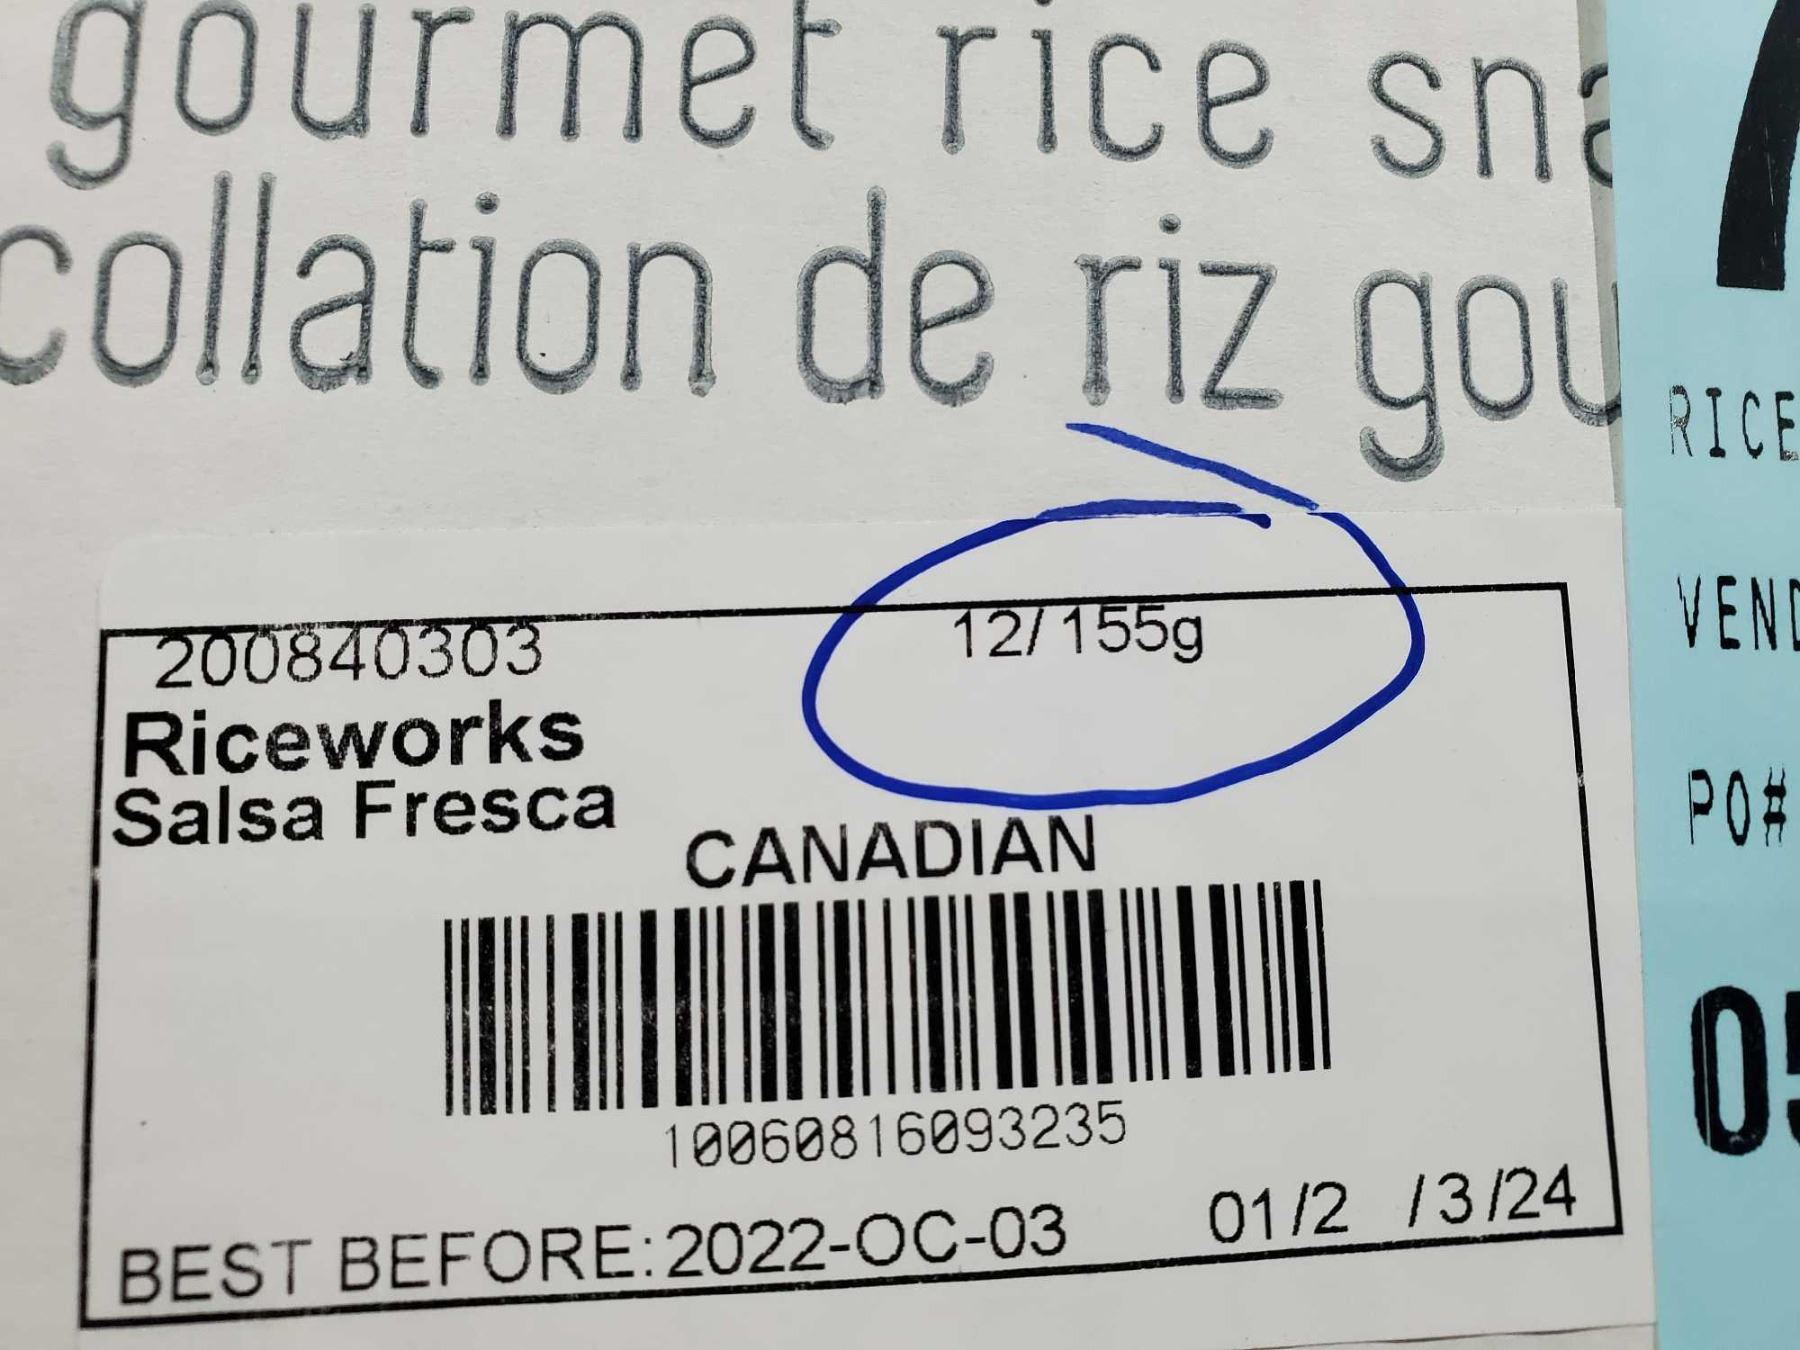 gourmet rice sna
collation de riz gou
200840303 12/155g
Riceworks
Salsa Fresca
CANADIAN
10060816093235
BEST BEFORE:2022-OC-03 01/2 /3/24
7
RICE
VEND
PO#
05